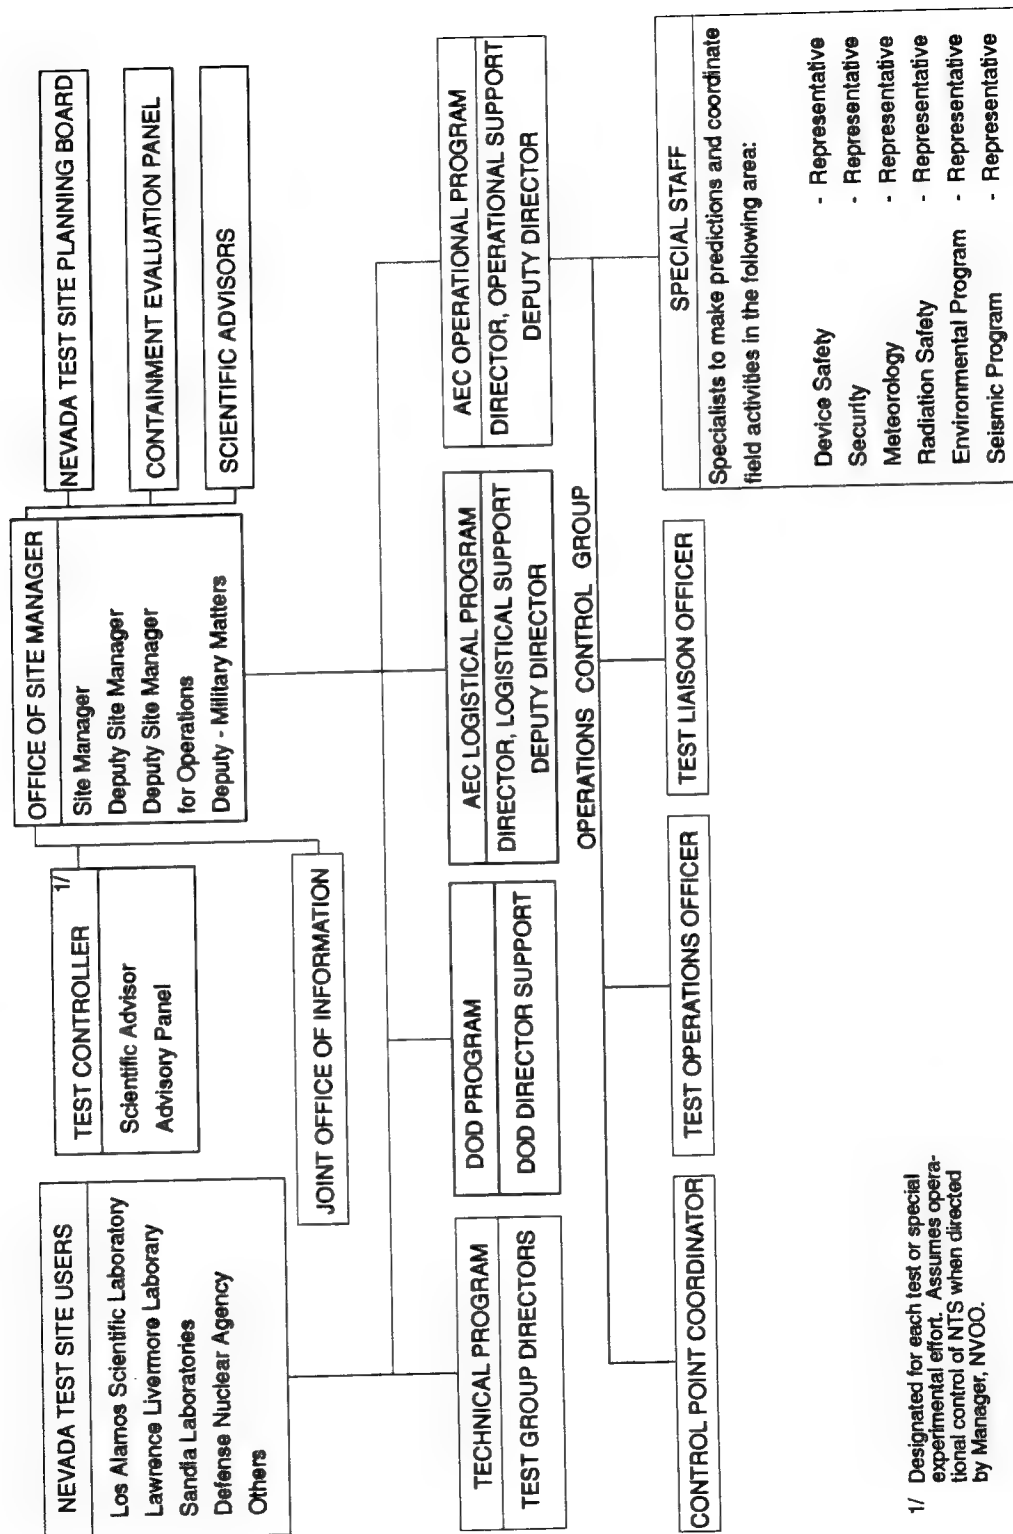 NEVADA TEST SITE USERS
Los Alamos Scientific Laboratory
Lawrence Livermore Laborary
Sandia Laboratories
Defense Nuclear Agency
Others
TEST CONTROLLER 1/
Scientific Advisor
Advisory Panel
JOINT OFFICE OF INFORMATION
OFFICE OF SITE MANAGER
Site Manager
Deputy Site Manager
Deputy Site Manager
for Operations
Deputy - Military Matters
NEVADA TEST SITE PLANNING BOARD
CONTAINMENT EVALUATION PANEL
SCIENTIFIC ADVISORS
TECHNICAL PROGRAM
TEST GROUP DIRECTORS
DOD PROGRAM
DOD DIRECTOR SUPPORT
AEC LOGISTICAL PROGRAM
DIRECTOR, LOGISTICAL SUPPORT
DEPUTY DIRECTOR
AEC OPERATIONAL PROGRAM
DIRECTOR, OPERATIONAL SUPPORT
DEPUTY DIRECTOR
OPERATIONS CONTROL GROUP
CONTROL POINT COORDINATOR
TEST OPERATIONS OFFICER
TEST LIAISON OFFICER
SPECIAL STAFF
Specialists to make predictions and coordinate
field activities in the following area:
Device Safety - Representative
Security - Representative
Meteorology - Representative
Radiation Safety - Representative
Environmental Program - Representative
Seismic Program - Representative
1/ Designated for each test or special
experimental effort. Assumes opera-
tional control of NTS when directed
by Manager, NVOO.